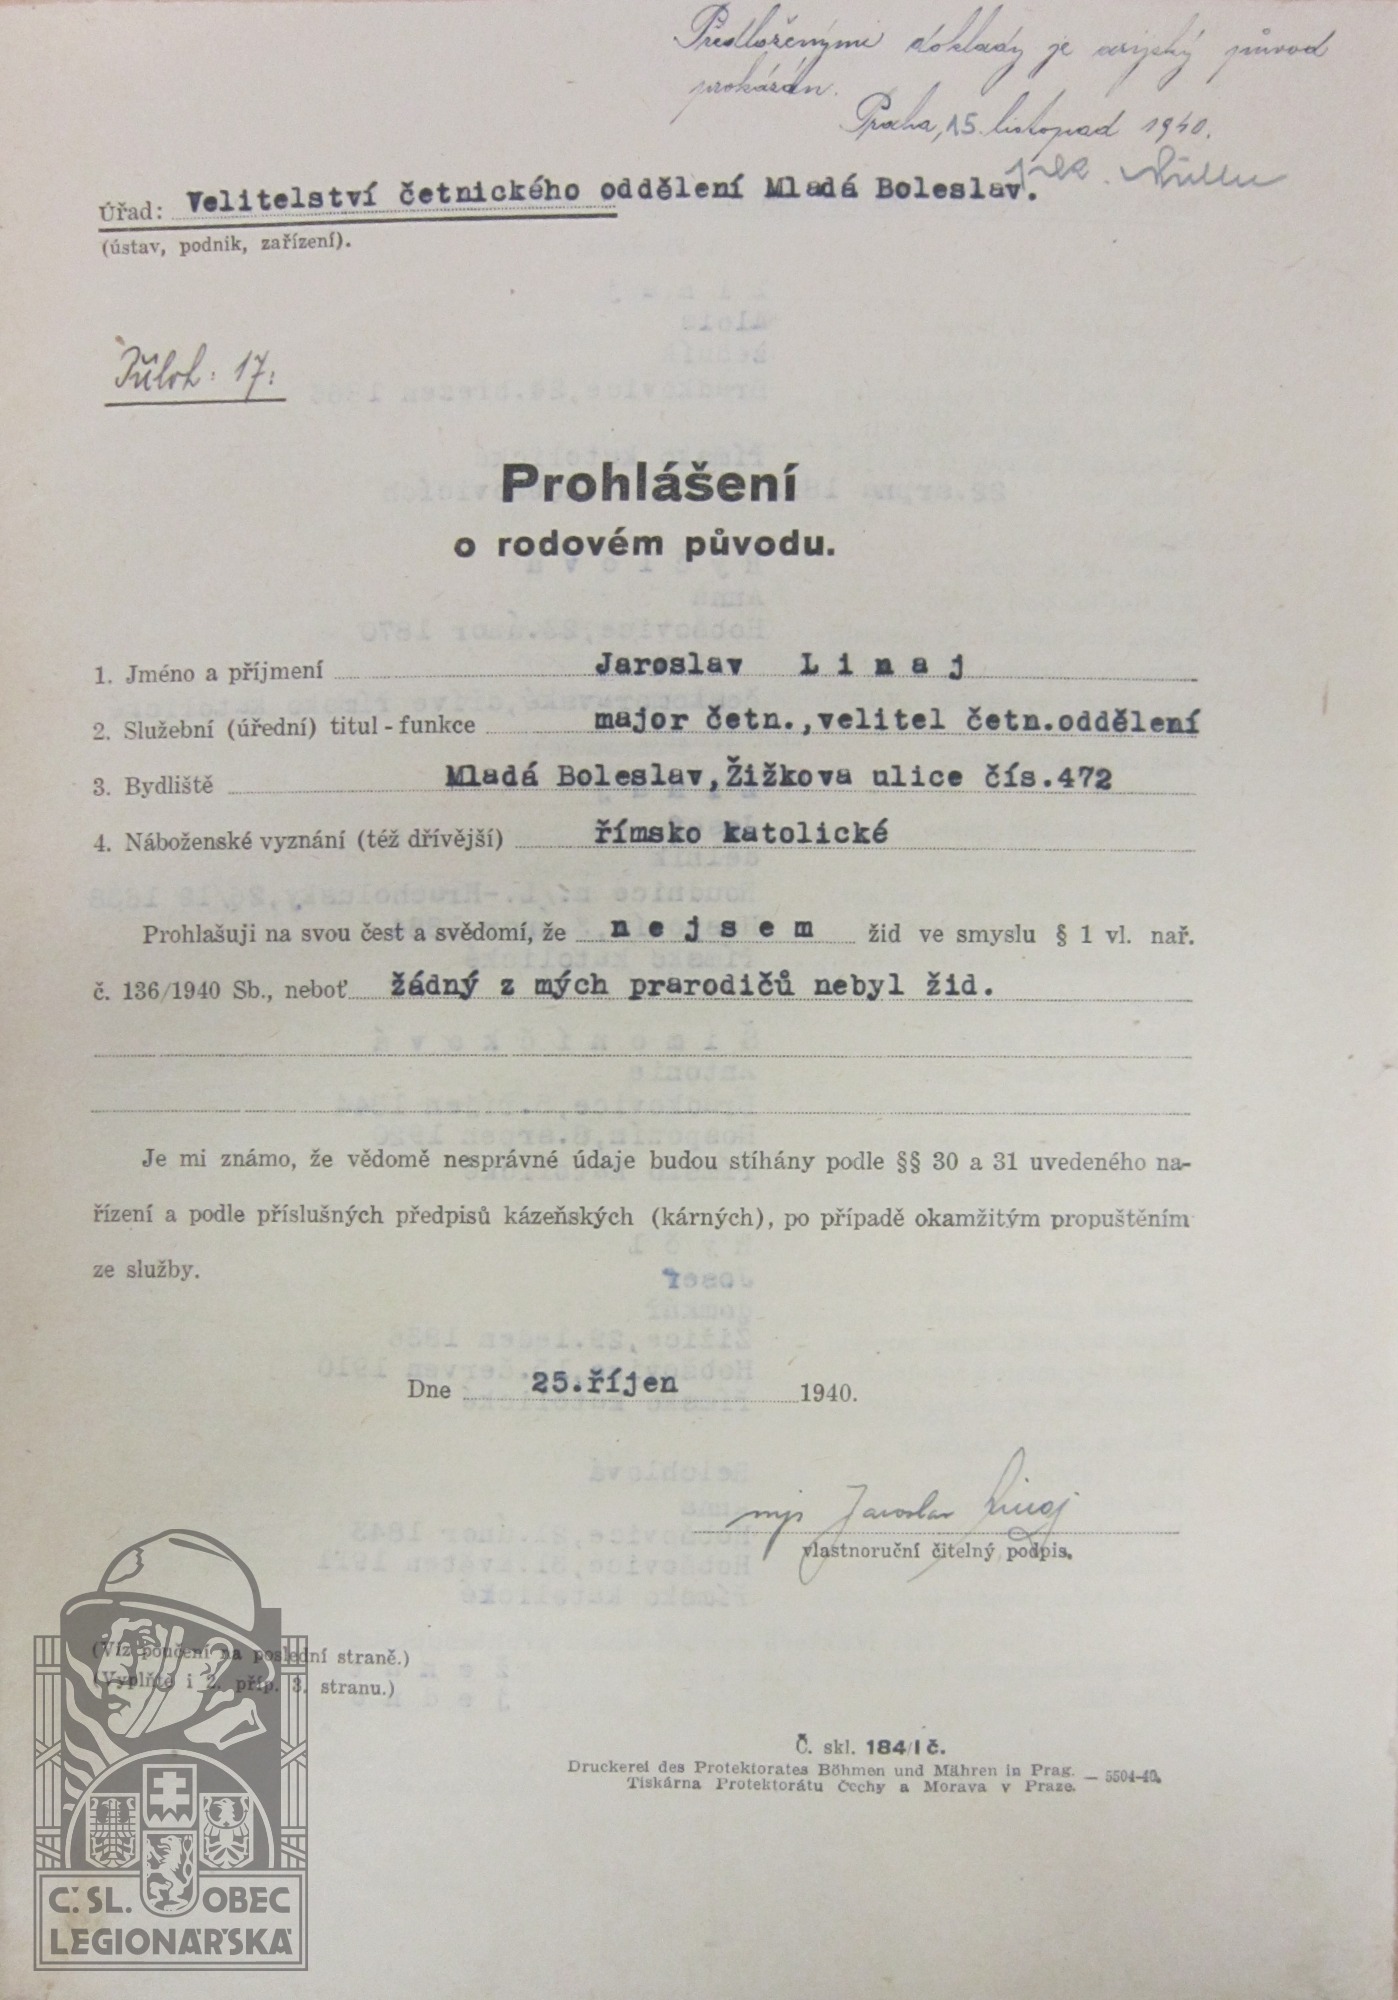 Předloženými doklady je arijský původ
prokázán.
Praha, 15. listopad 1940.
Úřad: Velitelství četnického oddělení Mladá Boleslav.
(ústav, podnik, zařízení).
Příloh: 17.
Prohlášení
o rodovém původu.
1. Jméno a příjmení Jaroslav Linaj
2. Služební (úřední) titul - funkce major četn.,velitel četn.oddělení
3. Bydliště Mladá Boleslav,Žižkova ulice čís.472
4. Náboženské vyznání (též dřívější) římsko katolické
Prohlašuji na svou čest a svědomí, že nejsem žid ve smyslu § 1 vl. nař.
č. 136/1940 Sb., neboť žádný z mých prarodičů nebyl žid.
Je mi známo, že vědomě nesprávné údaje budou stíhány podle §§ 30 a 31 uvedeného na-
řízení a podle příslušných předpisů kázeňských (kárných), po případě okamžitým propuštěním
ze služby.
Dne 25.říjen 1940.
mjr Jaroslav Linaj
vlastnoruční čitelný podpis.
(Viz poučení na poslední straně.)
(Vyplňte i 2. příp. 3. stranu.)
Č. skl. 184/I č.
Druckerei des Protektorates Böhmen und Mähren in Prag. — 5504-40.
Tiskárna Protektorátu Čechy a Morava v Praze.
Č.SL. OBEC
LEGIONÁŘSKÁ